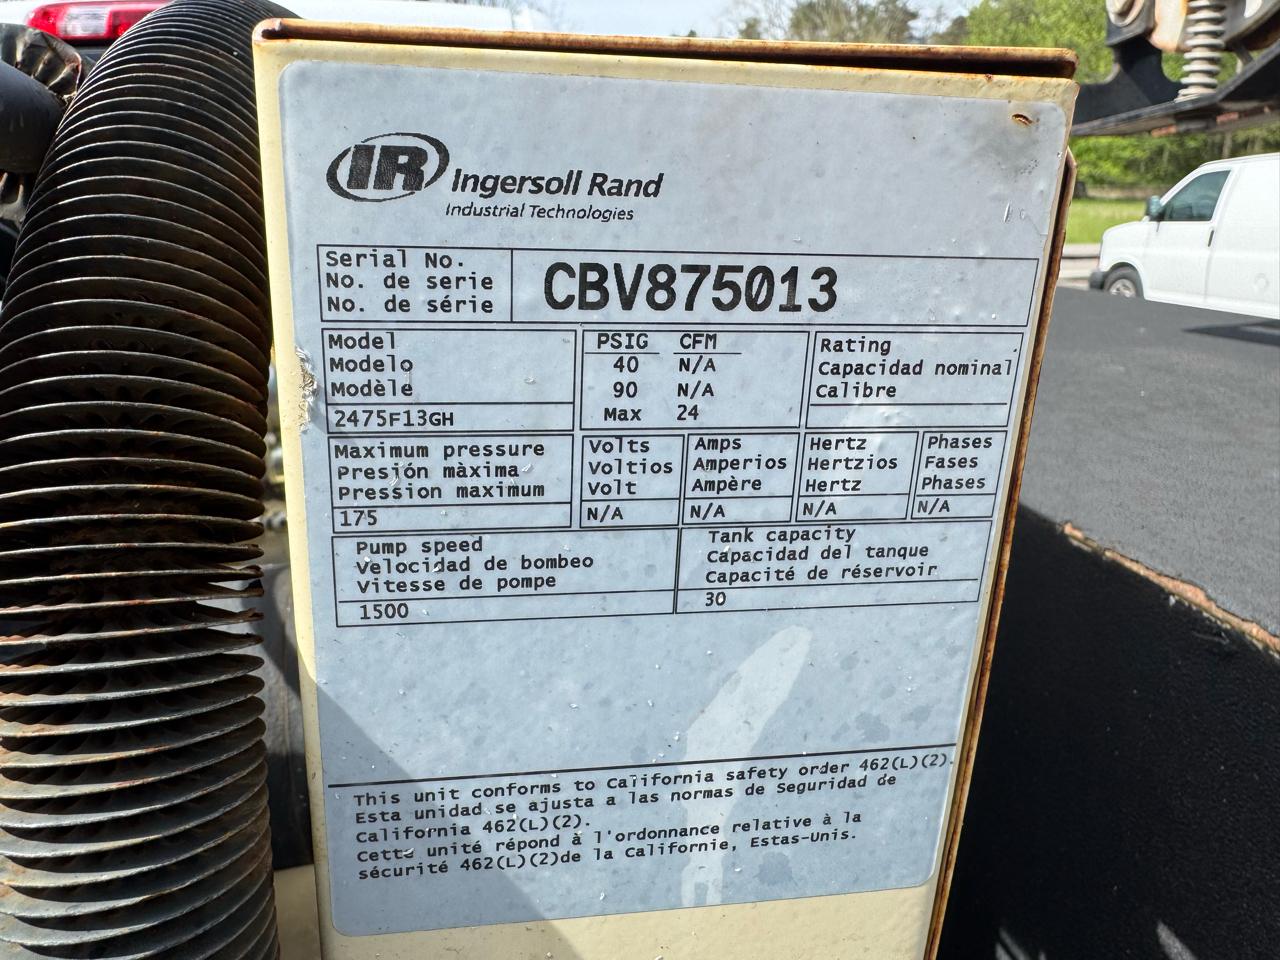 IR Ingersoll Rand
Industrial Technologies
Serial No.
No. de serie
No. de série
CBV875013
Model
Modelo
Modèle
2475F13GH
PSIG CFM
40 N/A
90 N/A
Max 24
Rating
Capacidad nominal
Calibre
Maximum pressure
Presión màxima
Pression maximum
175
Volts
Voltios
Volt
N/A
Amps
Amperios
Ampère
N/A
Hertz
Hertzios
Hertz
N/A
Phases
Fases
Phases
N/A
Pump speed
Velocidad de bombeo
Vitesse de pompe
1500
Tank capacity
Capacidad del tanque
Capacité de réservoir
30
This unit conforms to California safety order 462(L)(2).
Esta unidad se ajusta a las normas de Seguridad de
California 462(L)(2).
Cette unité répond à l'ordonnance relative à la
sécurité 462(L)(2)de la Californie, Estas-Unis.